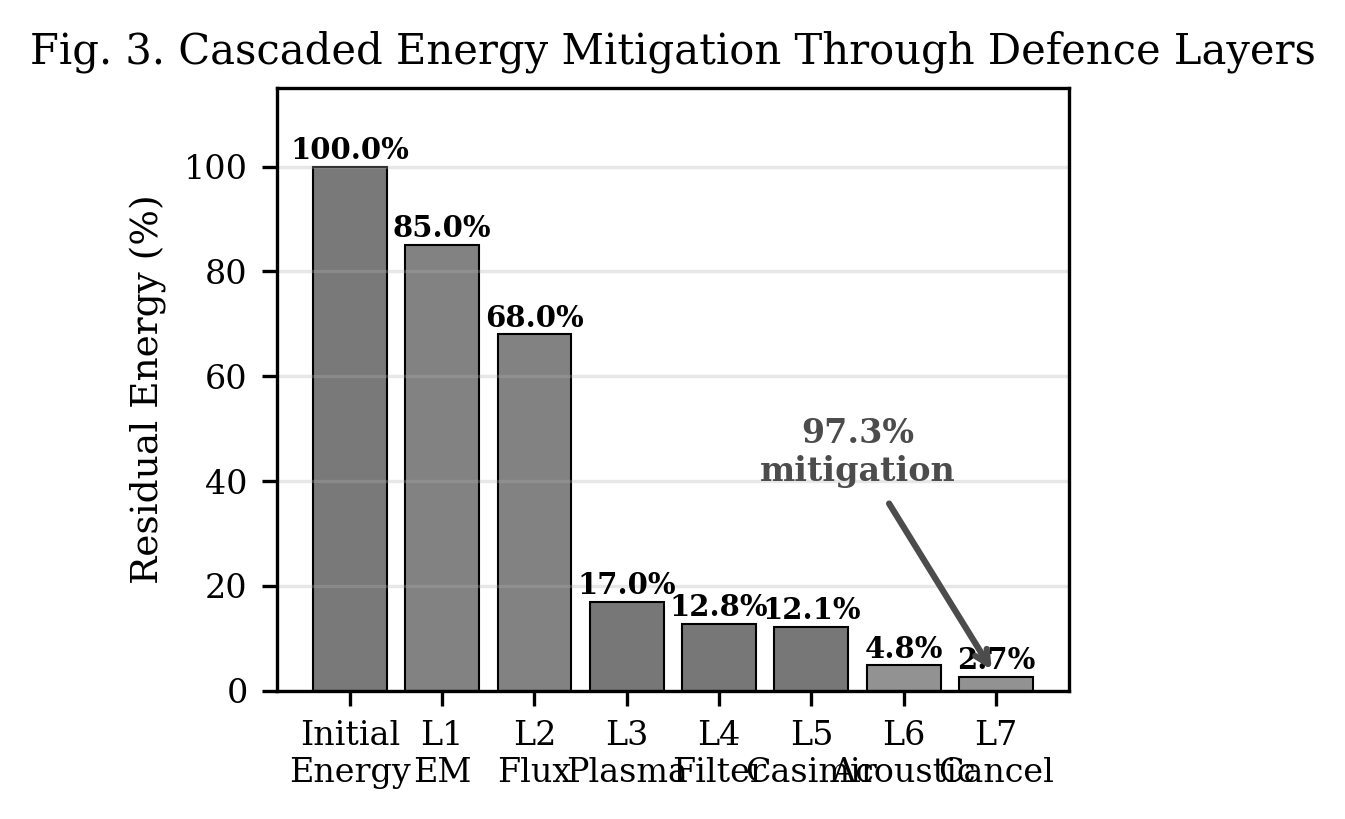 Fig. 3. Cascaded Energy Mitigation Through Defence Layers
Residual Energy (%)
100
80
60
40
20
0
100.0%
85.0%
68.0%
17.0%
12.8%
12.1%
4.8%
2.7%
97.3%
mitigation
Initial
Energy
L1
EM
L2
Flux
L3
Plasma
L4
Filter
L5
Casimir
L6
Acoustic
L7
Cancel